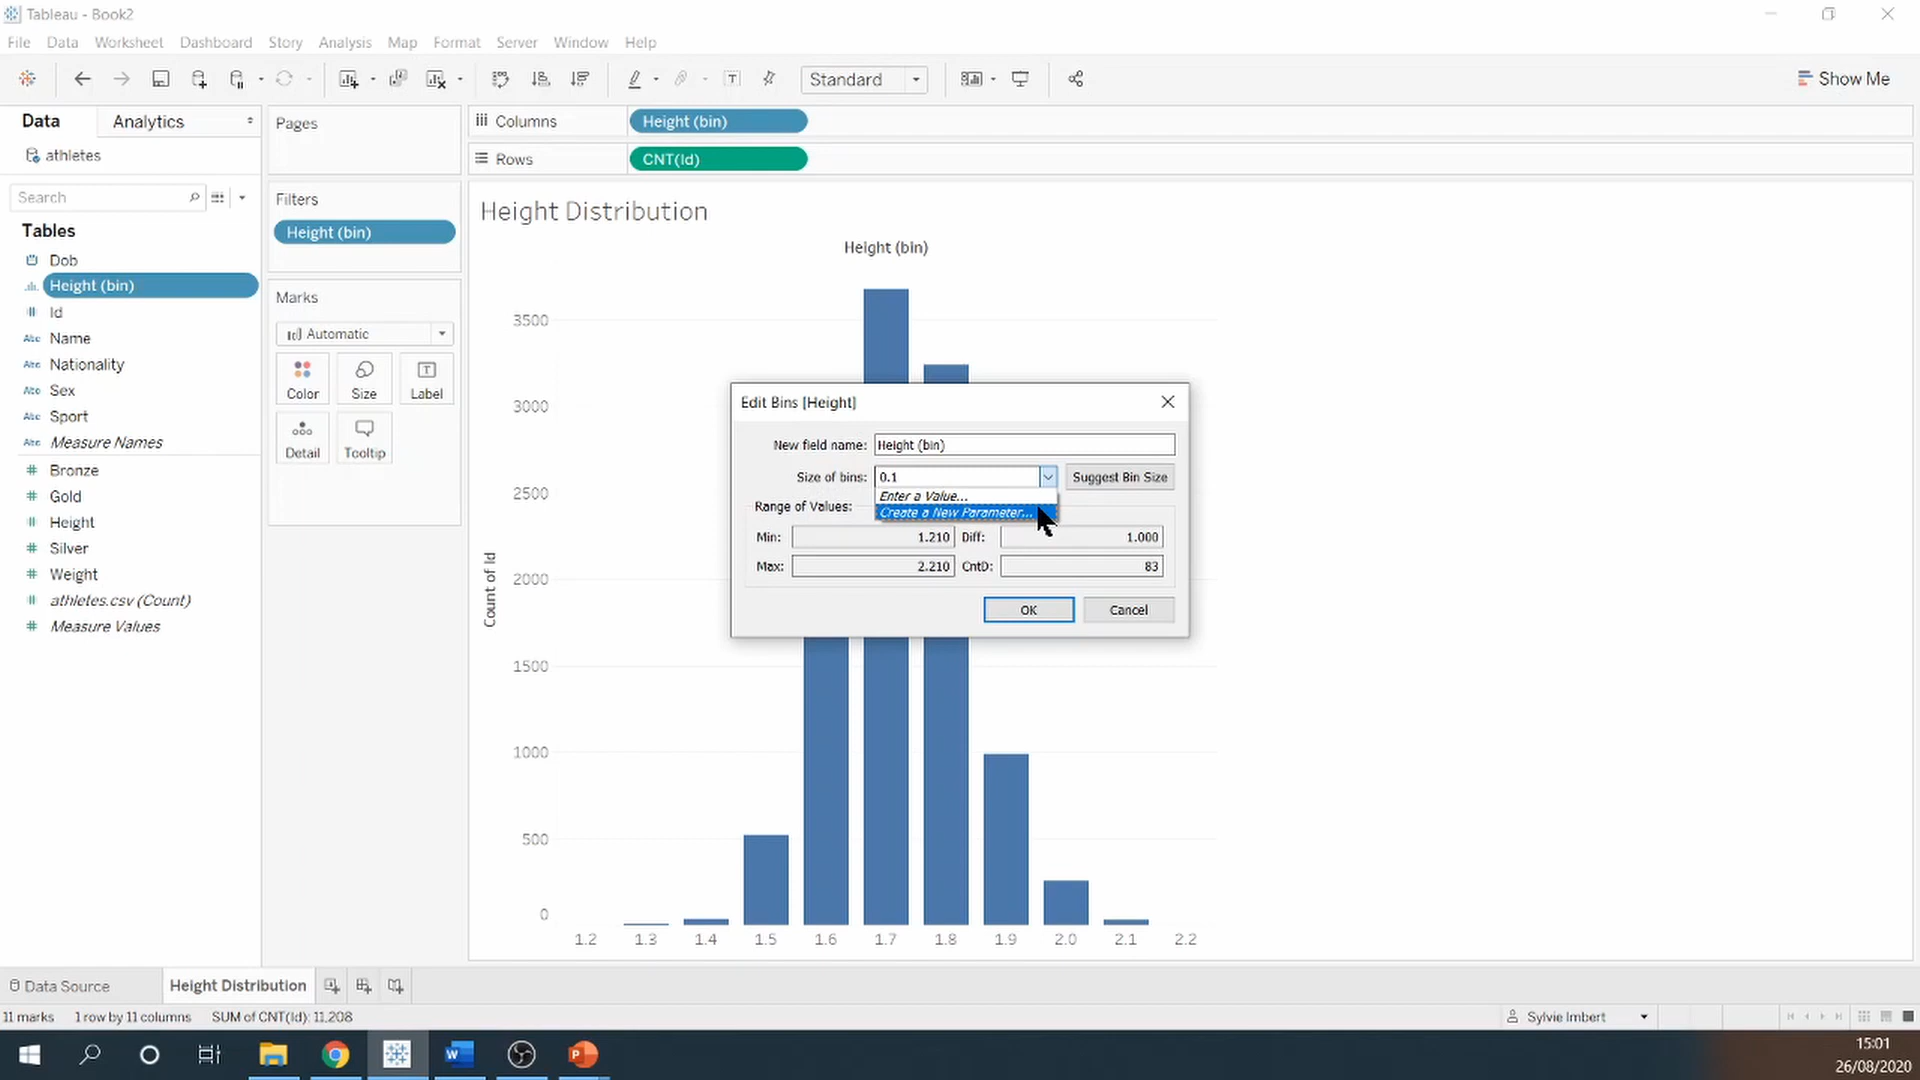 Tableau - Book2
File Data Worksheet Dashboard Story Analysis Map Format Server Window Help
Standard
Show Me
Data Analytics
athletes
Search
Tables
Dob
Height (bin)
Id
Abc Name
Abc Nationality
Abc Sex
Abc Sport
Abc Measure Names
# Bronze
# Gold
# Height
# Silver
# Weight
athletes.csv (Count)
# Measure Values
Pages
Filters
Height (bin)
Marks
Automatic
Color Size Label
Detail Tooltip
Columns Height (bin)
Rows CNT(Id)
Height Distribution
Height (bin)
Count of Id
3500
3000
2500
2000
1500
1000
500
0
1.2 1.3 1.4 1.5 1.6 1.7 1.8 1.9 2.0 2.1 2.2
Edit Bins [Height]
New field name: Height (bin)
Size of bins: 0.1 Suggest Bin Size
Enter a Value...
Create a New Parameter...
Range of Values:
Min: 1.210 Diff: 1.000
Max: 2.210 CntD: 83
OK Cancel
Data Source Height Distribution
11 marks 1 row by 11 columns SUM of CNT(Id): 11,208
Sylvie Imbert
15:01
26/08/2020